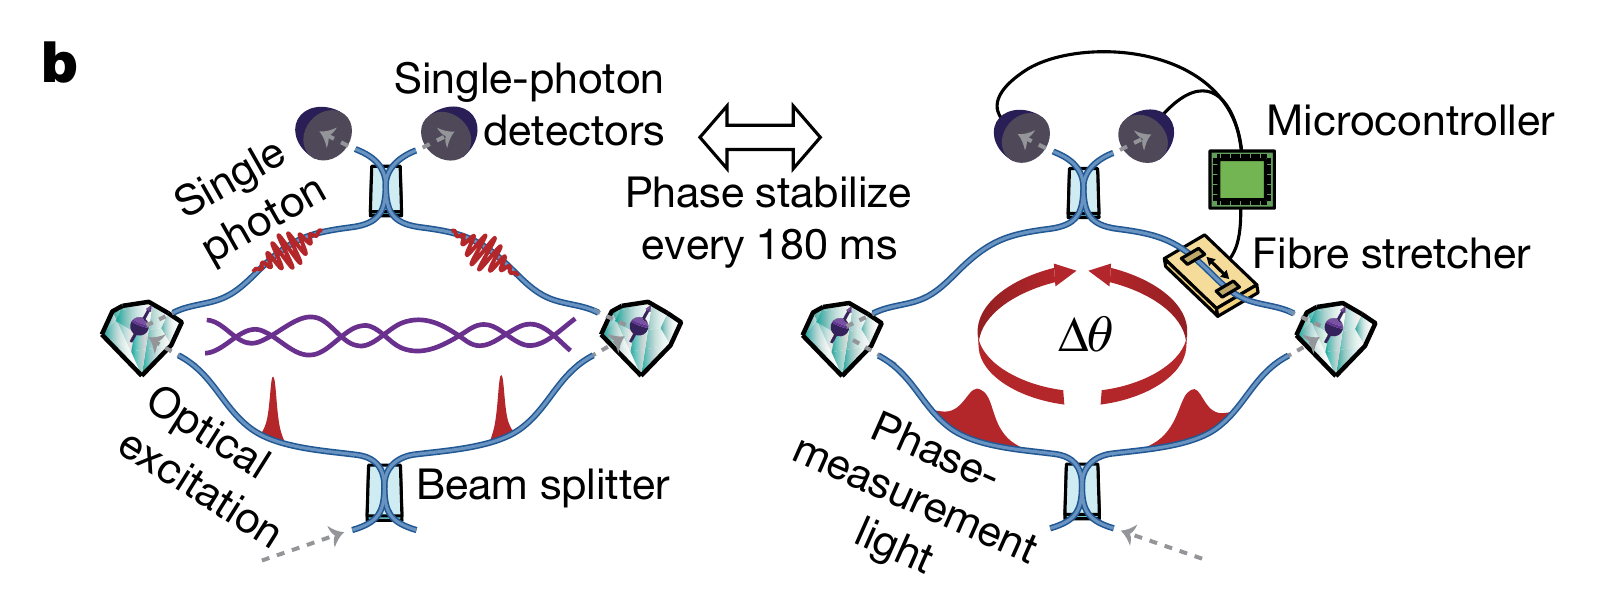 b
Single-photon
detectors
Single
photon
Phase stabilize
every 180 ms
Optical
excitation
Beam splitter
Microcontroller
Fibre stretcher
Δθ
Phase-
measurement
light